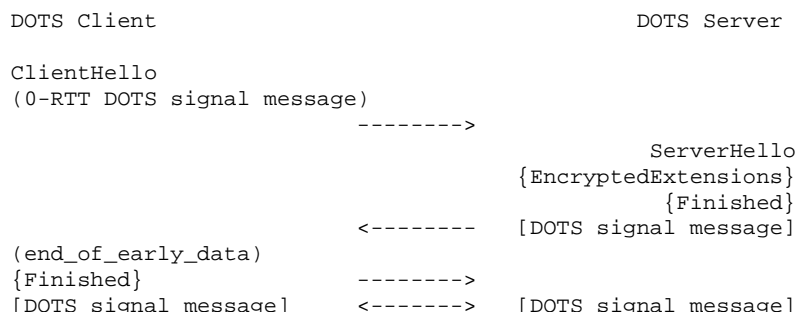 DOTS Client DOTS Server
ClientHello
(0-RTT DOTS signal message)
-------->
ServerHello
{EncryptedExtensions}
{Finished}
<-------- [DOTS signal message]
(end_of_early_data)
{Finished} -------->
[DOTS signal message] <-------> [DOTS signal message]